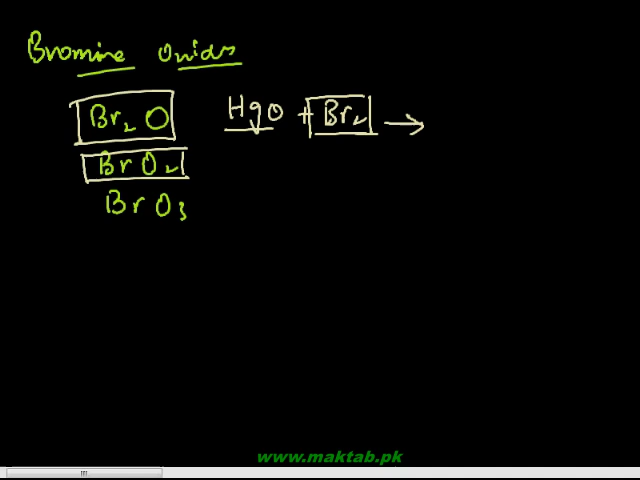 Bromine Oxides
Br₂O HgO + Br₂ →
BrO₂
BrO₃
www.maktab.pk